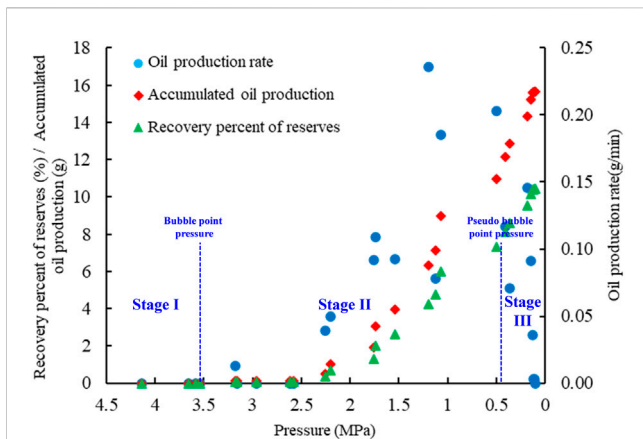 Recovery percent of reserves (%) / Accumulated
oil production (g)
18
16
14
12
10
8
6
4
2
0
Oil production rate
Accumulated oil production
Recovery percent of reserves
Bubble point
pressure
Pseudo bubble
point pressure
Stage I
Stage II
Stage
III
0.25
0.20
0.15
0.10
0.05
0.00
Oil production rate(g/min)
4.5
4
3.5
3
2.5
2
1.5
1
0.5
0
Pressure (MPa)